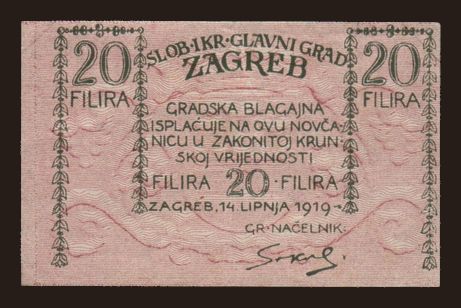 SLOB·I KR·GLAVNI GRAD
ZAGREB
20
FILIRA
20
FILIRA
GRADSKA BLAGAJNA
ISPLAĆUJE NA OVU NOVČA-
NICU U ZAKONITOJ KRUN-
SKOJ VRIJEDNOSTI
FILIRA 20 · FILIRA
ZAGREB, 14. LIPNJA 1919-
GR· NAČELNIK·